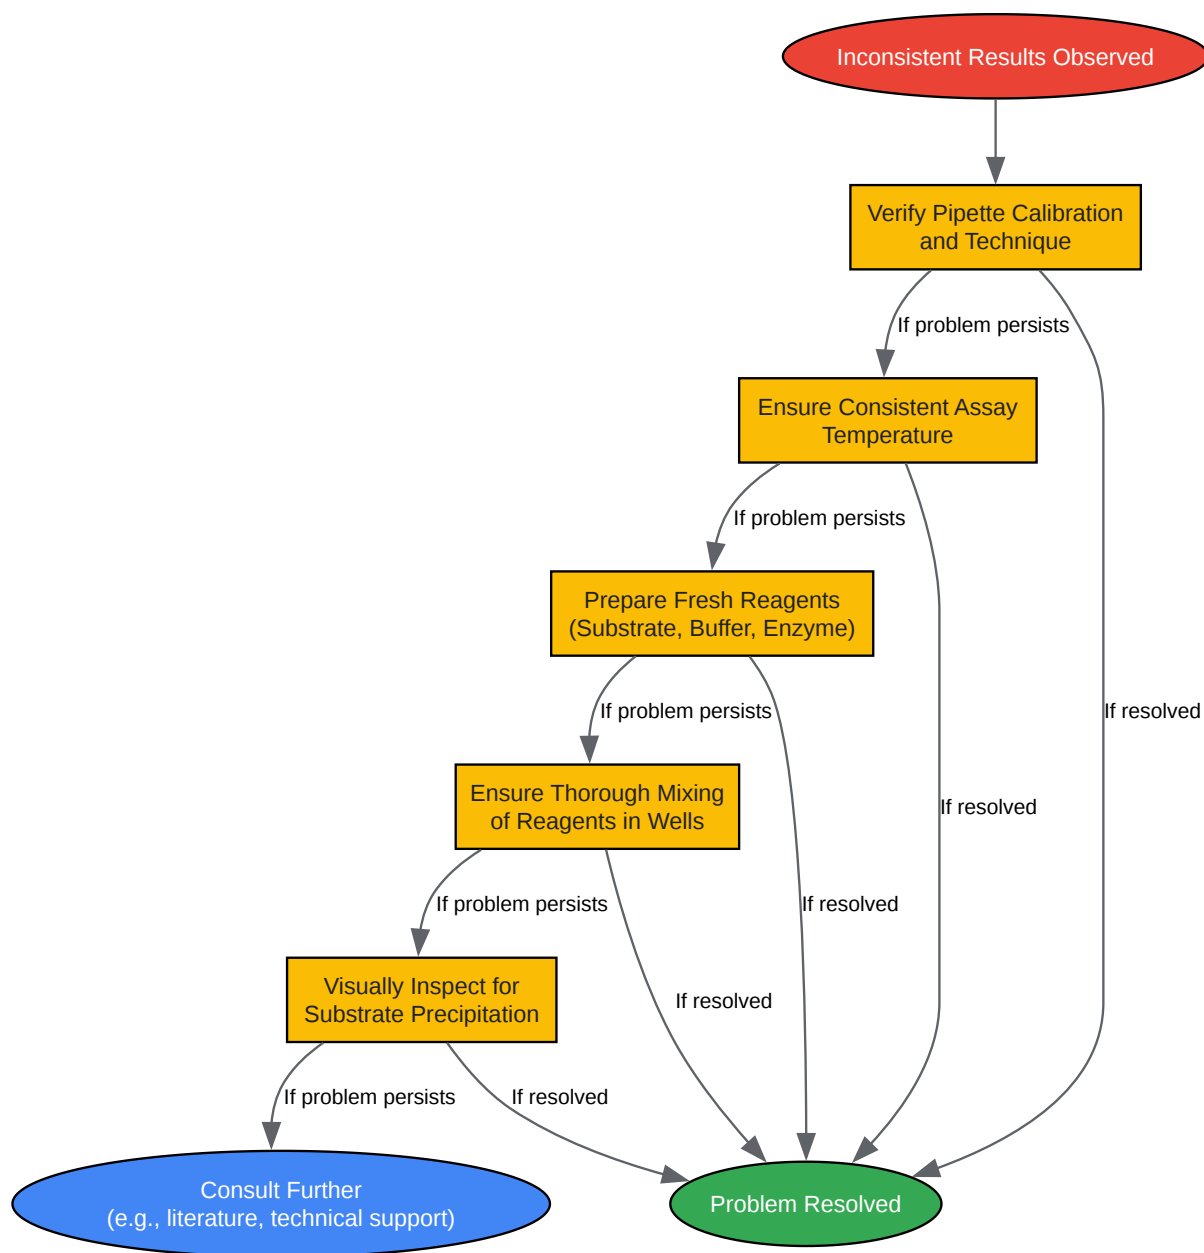 Inconsistent Results Observed
Verify Pipette Calibration
and Technique
If problem persists
Ensure Consistent Assay
Temperature
If problem persists
Prepare Fresh Reagents
(Substrate, Buffer, Enzyme)
If problem persists
If resolved
Ensure Thorough Mixing
of Reagents in Wells
If resolved
If problem persists
If resolved
Visually Inspect for
Substrate Precipitation
If resolved
If problem persists
If resolved
Consult Further
(e.g., literature, technical support)
Problem Resolved